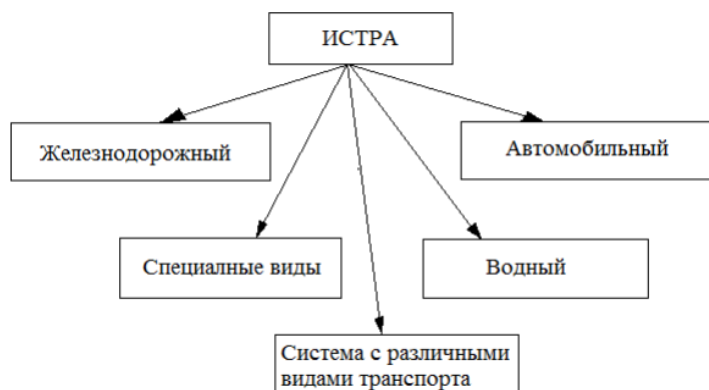 ИСТРА
Железнодорожный
Автомобильный
Специалные виды
Водный
Система с различными
видами транспорта